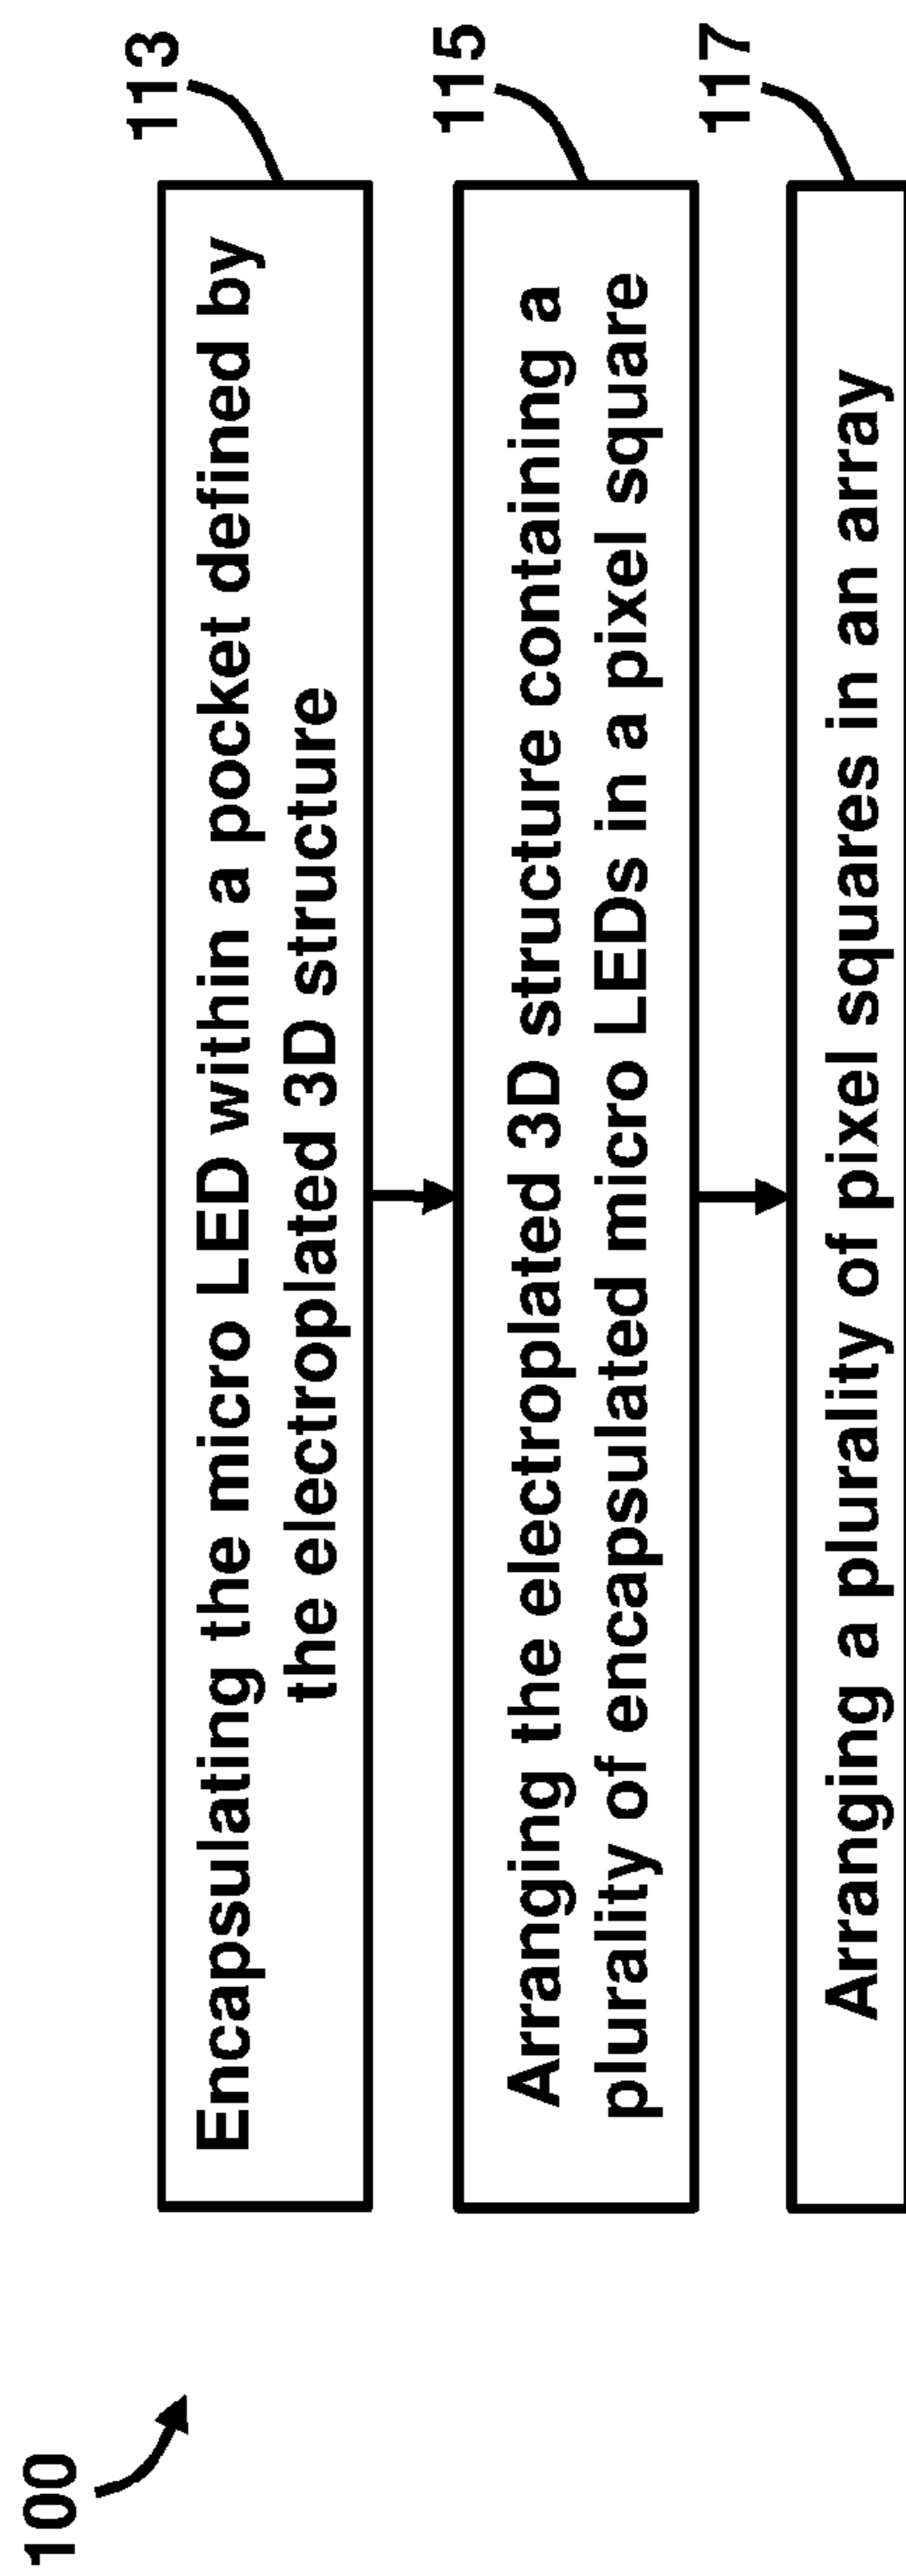 100
113
Encapsulating the micro LED within a pocket defined by
the electroplated 3D structure
115
Arranging the electroplated 3D structure containing a
plurality of encapsulated micro LEDs in a pixel square
117
Arranging a plurality of pixel squares in an array